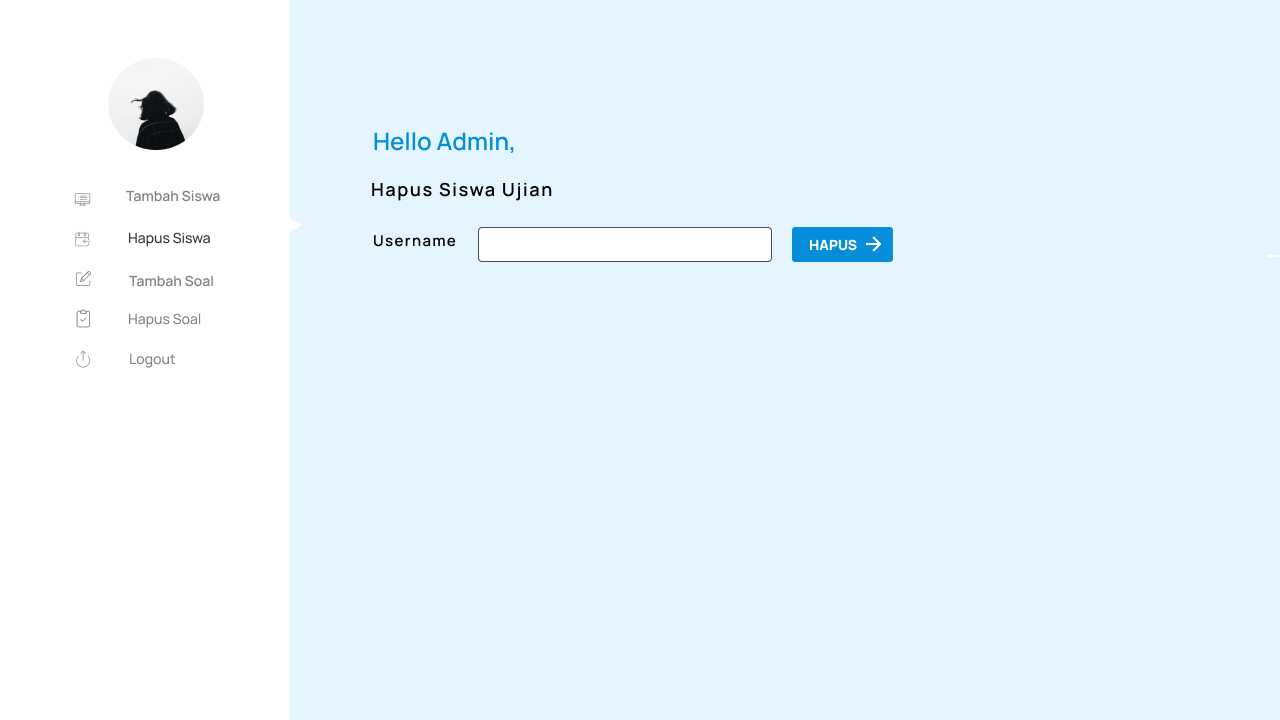 Tambah Siswa
Hapus Siswa
Tambah Soal
Hapus Soal
Logout
Hello Admin,
Hapus Siswa Ujian
Username
HAPUS